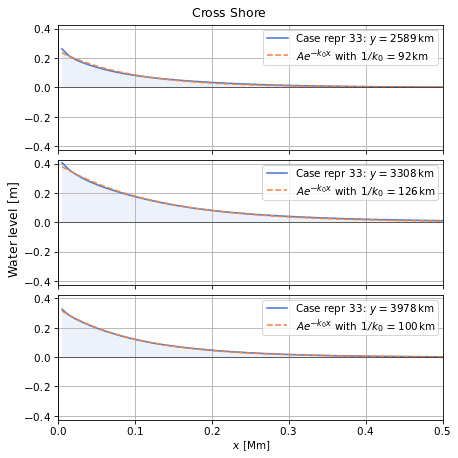 Cross Shore
Water level [m]
0.4
0.2
0.0
−0.2
−0.4
Case repr 33: y = 2589 km
Ae^{−k₀x} with 1/k₀ = 92 km
0.4
0.2
0.0
−0.2
−0.4
Case repr 33: y = 3308 km
Ae^{−k₀x} with 1/k₀ = 126 km
0.4
0.2
0.0
−0.2
−0.4
Case repr 33: y = 3978 km
Ae^{−k₀x} with 1/k₀ = 100 km
0.0 0.1 0.2 0.3 0.4 0.5
x [Mm]